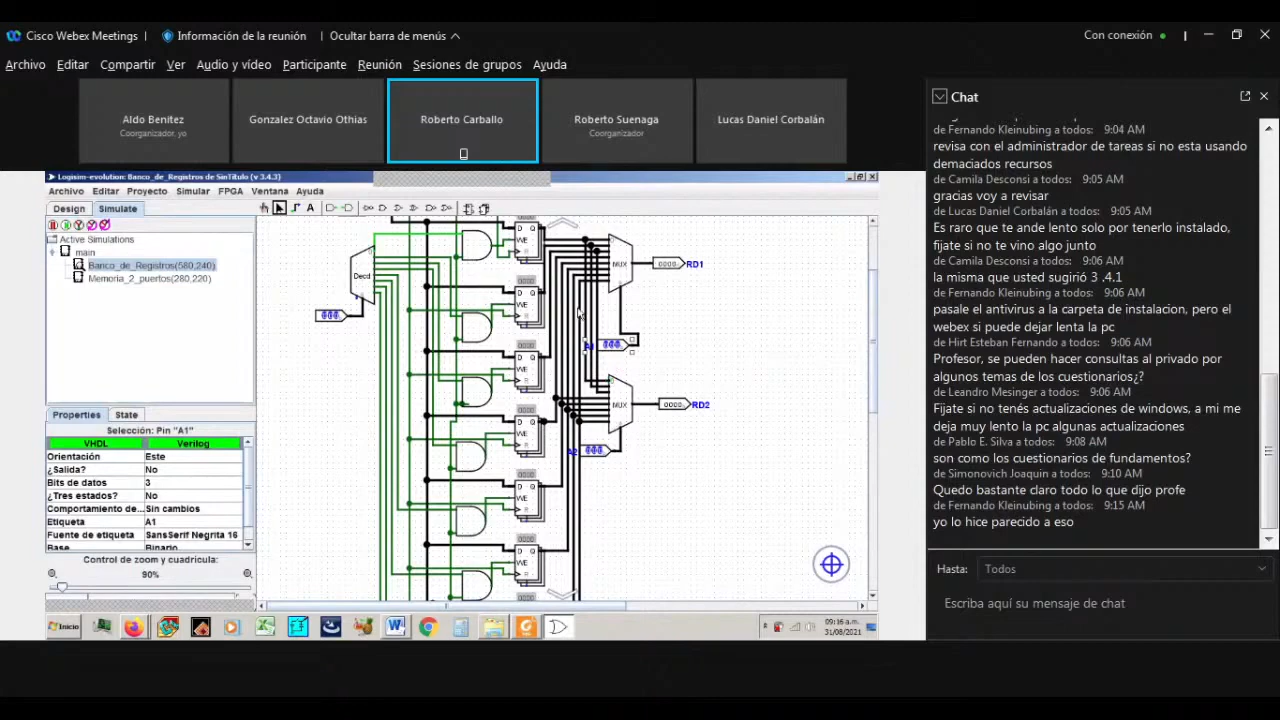 Cisco Webex Meetings | Información de la reunión | Ocultar barra de menús
Con conexión
Archivo Editar Compartir Ver Audio y vídeo Participante Reunión Sesiones de grupos Ayuda
Aldo Benítez
Coorganizador, yo
Gonzalez Octavio Othias
Roberto Carballo
Roberto Suenaga
Coorganizador
Lucas Daniel Corbalán
Logisim-evolution: Banco_de_Registros de SinTítulo (v 3.4.3)
Archivo Editar Proyecto Simular FPGA Ventana Ayuda
Design Simulate
Active Simulations
main
Banco_de_Registros(580,240)
Memoria_2_puertos(280,220)
Properties State
Selección: Pin "A1"
VHDL Verilog
Orientación Este
¿Salida? No
Bits de datos 3
¿Tres estados? No
Comportamiento de... Sin cambios
Etiqueta A1
Fuente de etiqueta SansSerif Negrita 16
Base Binario
Control de zoom y cuadrícula:
90%
Decd
MUX
RD1
A1
MUX
RD2
A2
Inicio
09:16 a.m.
31/08/2021
Chat
de Fernando Kleinubing a todos: 9:04 AM
revisa con el administrador de tareas si no esta usando
demaciados recursos
de Camila Desconsi a todos: 9:05 AM
gracias voy a revisar
de Lucas Daniel Corbalán a todos: 9:05 AM
Es raro que te ande lento solo por tenerlo instalado,
fijate si no te vino algo junto
de Camila Desconsi a todos: 9:06 AM
la misma que usted sugirió 3 ,4.1
de Fernando Kleinubing a todos: 9:06 AM
pasale el antivirus a la carpeta de instalacion, pero el
webex si puede dejar lenta la pc
de Hirt Esteban Fernando a todos: 9:06 AM
Profesor, se pueden hacer consultas al privado por
algunos temas de los cuestionarios¿?
de Leandro Mesinger a todos: 9:06 AM
Fijate si no tenés actualizaciones de windows, a mi me
deja muy lento la pc algunas actualizaciones
de Pablo E. Silva a todos: 9:08 AM
son como los cuestionarios de fundamentos?
de Simonovich Joaquin a todos: 9:10 AM
Quedo bastante claro todo lo que dijo profe
de Fernando Kleinubing a todos: 9:15 AM
yo lo hice parecido a eso
Hasta: Todos
Escriba aquí su mensaje de chat